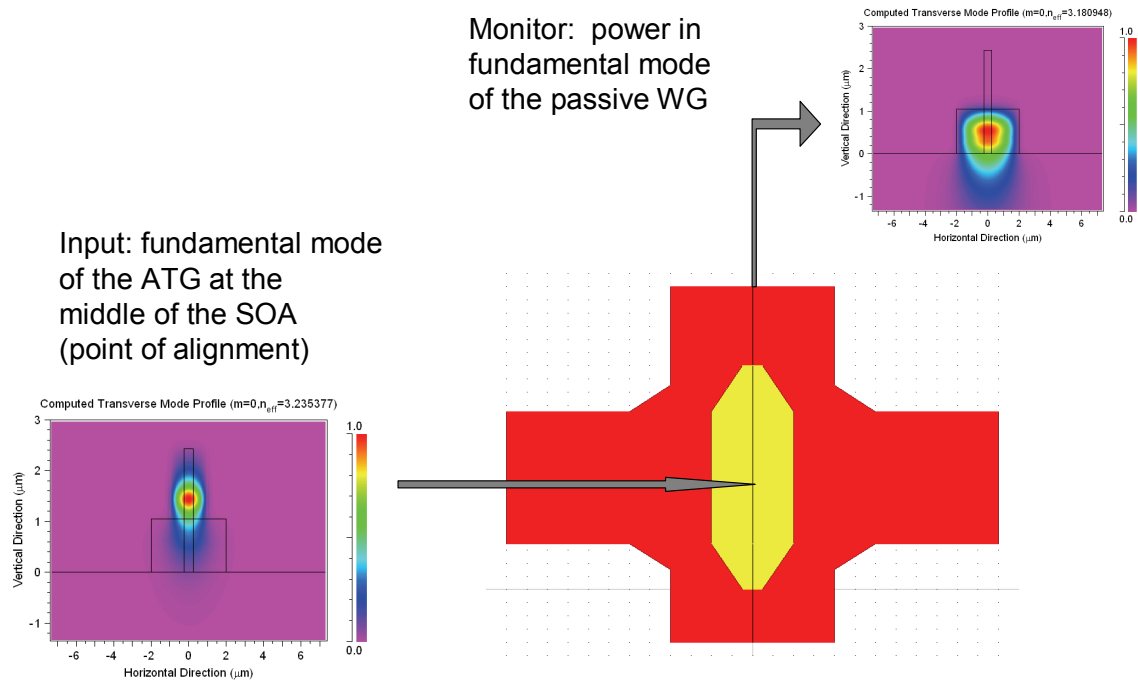 Monitor: power in
fundamental mode
of the passive WG
Computed Transverse Mode Profile (m=0,neff=3.180948)
1.0
3
2
1
0
-1
Vertical Direction (μm)
0.0
-6 -4 -2 0 2 4 6
Horizontal Direction (μm)
Input: fundamental mode
of the ATG at the
middle of the SOA
(point of alignment)
Computed Transverse Mode Profile (m=0,neff=3.235377)
1.0
3
2
1
0
-1
Vertical Direction (μm)
0.0
-6 -4 -2 0 2 4 6
Horizontal Direction (μm)